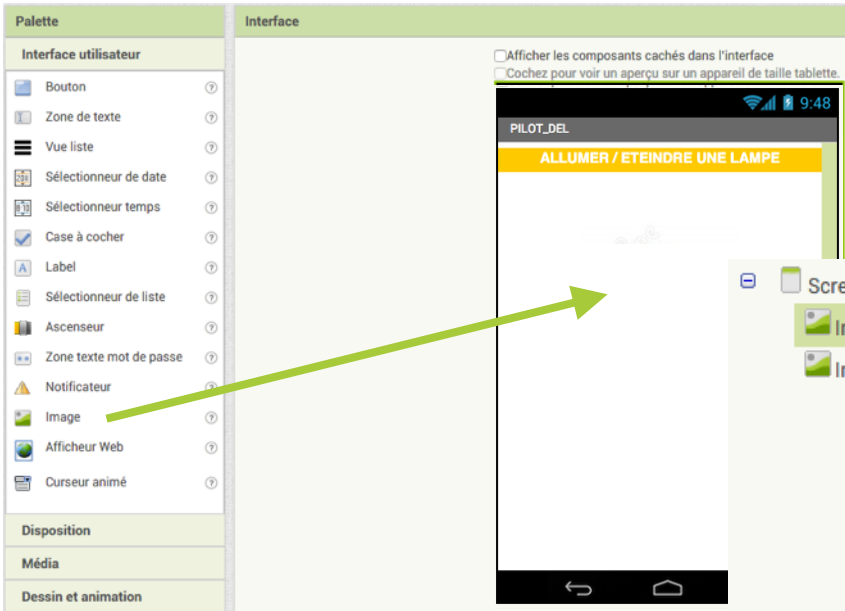 Palette
Interface utilisateur
Bouton
Zone de texte
Vue liste
Sélectionneur de date
Sélectionneur temps
Case à cocher
Label
Sélectionneur de liste
Ascenseur
Zone texte mot de passe
Notificateur
Image
Afficheur Web
Curseur animé
Disposition
Média
Dessin et animation
Interface
Afficher les composants cachés dans l'interface
Cochez pour voir un aperçu sur un appareil de taille tablette.
9:48
PILOT_DEL
ALLUMER / ETEINDRE UNE LAMPE
Scre